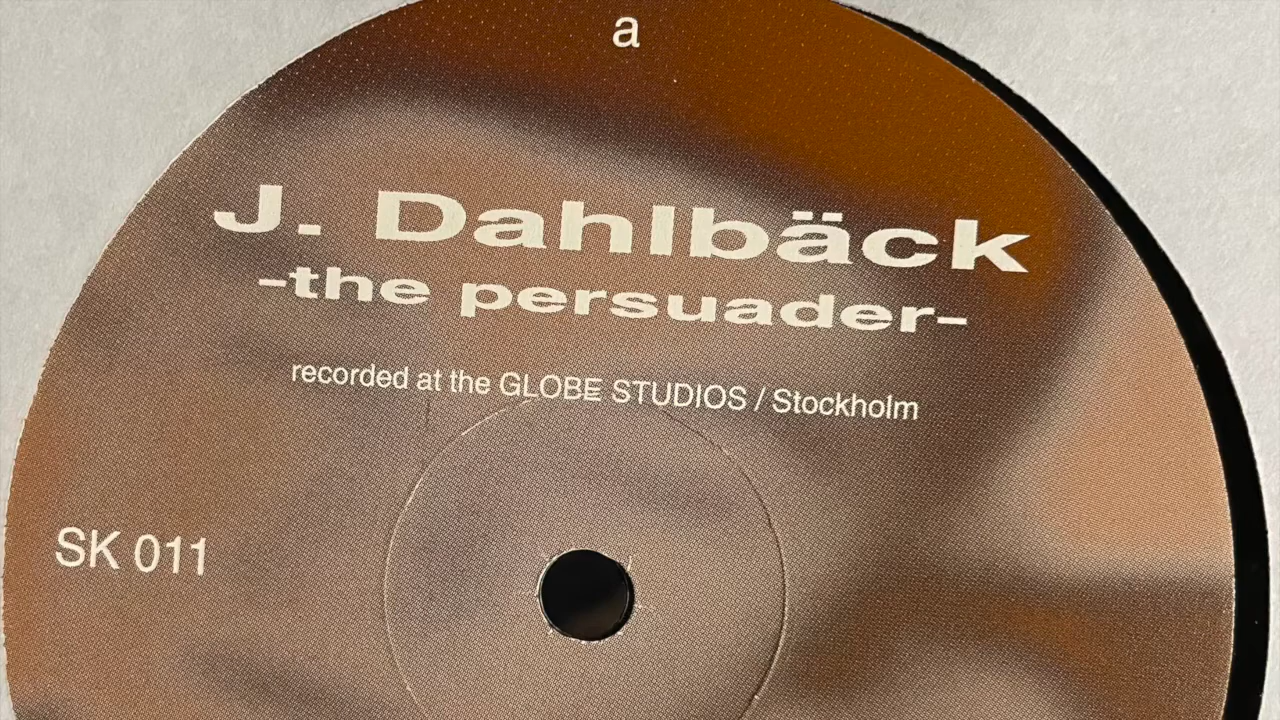 a
J. Dahlbäck
-the persuader-
recorded at the GLOBE STUDIOS / Stockholm
SK 011